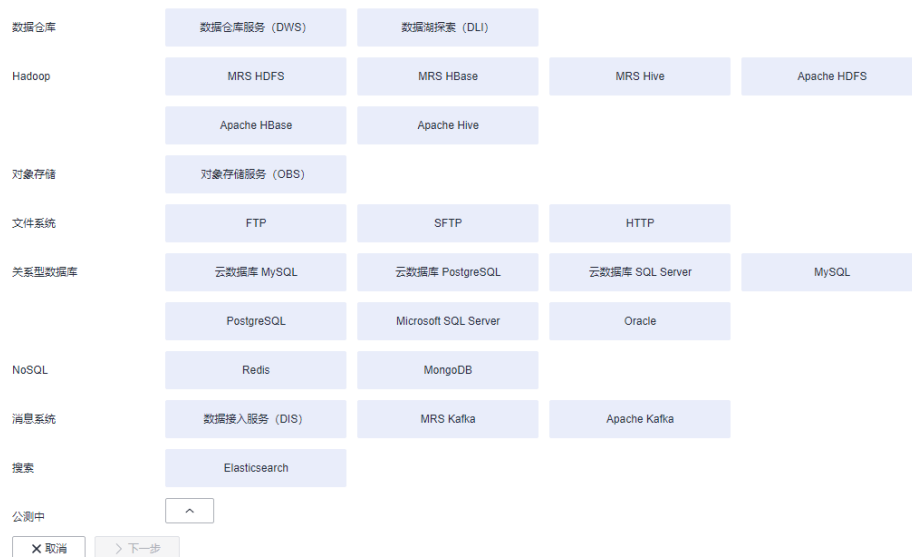 数据仓库 数据仓库服务（DWS） 数据湖探索（DLI）
Hadoop MRS HDFS MRS HBase MRS Hive Apache HDFS
Apache HBase Apache Hive
对象存储 对象存储服务（OBS）
文件系统 FTP SFTP HTTP
关系型数据库 云数据库 MySQL 云数据库 PostgreSQL 云数据库 SQL Server MySQL
PostgreSQL Microsoft SQL Server Oracle
NoSQL Redis MongoDB
消息系统 数据接入服务（DIS） MRS Kafka Apache Kafka
搜索 Elasticsearch
公测中
取消 下一步